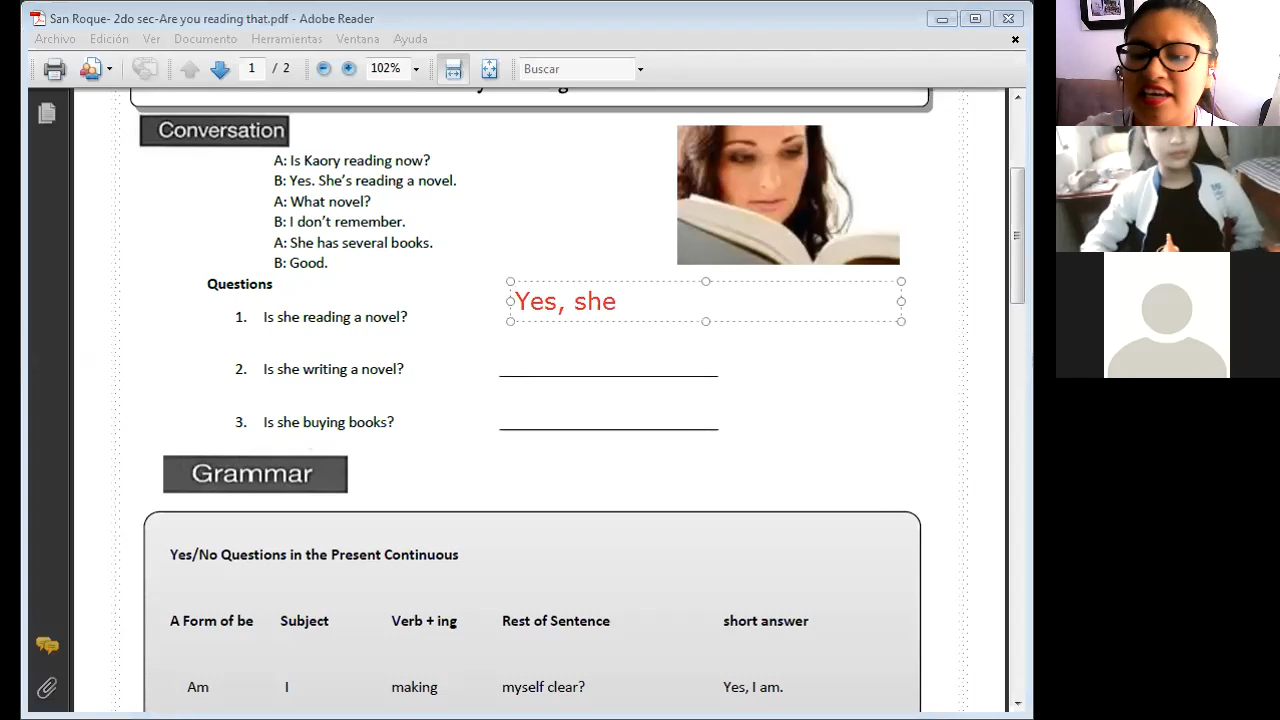 San Roque- 2do sec-Are you reading that.pdf - Adobe Reader
Archivo Edición Ver Documento Herramientas Ventana Ayuda
1 / 2 102% Buscar
Conversation
A: Is Kaory reading now?
B: Yes. She's reading a novel.
A: What novel?
B: I don't remember.
A: She has several books.
B: Good.
Questions
Yes, she
1. Is she reading a novel?
2. Is she writing a novel?
3. Is she buying books?
Grammar
Yes/No Questions in the Present Continuous
A Form of be Subject Verb + ing Rest of Sentence short answer
Am I making myself clear? Yes, I am.